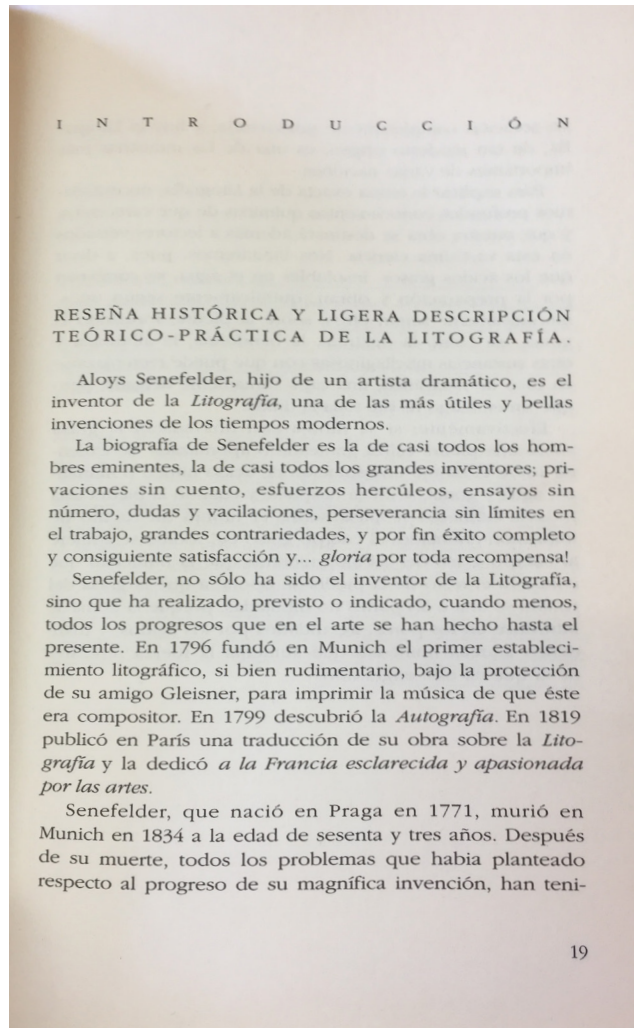 INTRODUCCIÓN
RESEÑA HISTÓRICA Y LIGERA DESCRIPCIÓN
TEÓRICO-PRÁCTICA DE LA LITOGRAFÍA.
Aloys Senefelder, hijo de un artista dramático, es el
inventor de la Litografía, una de las más útiles y bellas
invenciones de los tiempos modernos.
La biografía de Senefelder es la de casi todos los hom-
bres eminentes, la de casi todos los grandes inventores; pri-
vaciones sin cuento, esfuerzos hercúleos, ensayos sin
número, dudas y vacilaciones, perseverancia sin límites en
el trabajo, grandes contrariedades, y por fin éxito completo
y consiguiente satisfacción y... gloria por toda recompensa!
Senefelder, no sólo ha sido el inventor de la Litografía,
sino que ha realizado, previsto o indicado, cuando menos,
todos los progresos que en el arte se han hecho hasta el
presente. En 1796 fundó en Munich el primer estableci-
miento litográfico, si bien rudimentario, bajo la protección
de su amigo Gleisner, para imprimir la música de que éste
era compositor. En 1799 descubrió la Autografía. En 1819
publicó en París una traducción de su obra sobre la Lito-
grafía y la dedicó a la Francia esclarecida y apasionada
por las artes.
Senefelder, que nació en Praga en 1771, murió en
Munich en 1834 a la edad de sesenta y tres años. Después
de su muerte, todos los problemas que habia planteado
respecto al progreso de su magnífica invención, han teni-
19